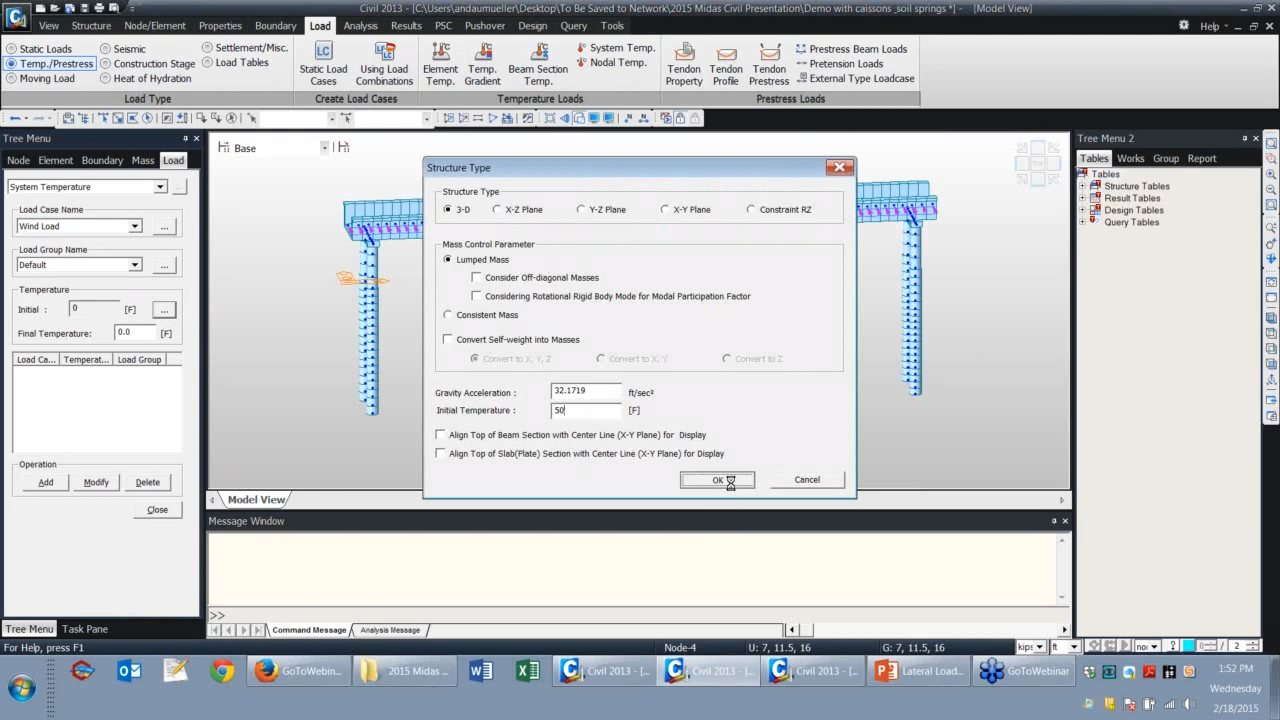 Civil 2013 - [C:\Users\andaumueller\Desktop\To Be Saved to Network\2015 Midas Civil Presentation\Demo with caissons _soil springs *] - [Model View]
View Structure Node/Element Properties Boundary Load Analysis Results PSC Pushover Design Query Tools Help
Static Loads Seismic Settlement/Misc.
Temp./Prestress Construction Stage Load Tables
Moving Load Heat of Hydration
LC
Static Load Cases
Using Load Combinations
Element Temp.
Temp. Gradient
Beam Section Temp.
System Temp.
Nodal Temp.
Tendon Property
Tendon Profile
Tendon Prestress
Prestress Beam Loads
Pretension Loads
External Type Loadcase
Load Type Create Load Cases Temperature Loads Prestress Loads
Tree Menu
Node Element Boundary Mass Load
System Temperature
Load Case Name
Wind Load
Load Group Name
Default
Temperature
Initial : 0 [F]
Final Temperature: 0.0 [F]
Load Ca... Temperat... Load Group
Operation
Add Modify Delete
Close
Tree Menu Task Pane
Base
Structure Type
Structure Type
3-D X-Z Plane Y-Z Plane X-Y Plane Constraint RZ
Mass Control Parameter
Lumped Mass
Consider Off-diagonal Masses
Considering Rotational Rigid Body Mode for Modal Participation Factor
Consistent Mass
Convert Self-weight into Masses
Convert to X, Y, Z Convert to X, Y Convert to Z
Gravity Acceleration : 32.1719 ft/sec²
Initial Temperature : 50 [F]
Align Top of Beam Section with Center Line (X-Y Plane) for Display
Align Top of Slab(Plate) Section with Center Line (X-Y Plane) for Display
OK Cancel
Model View
Message Window
>>
Command Message Analysis Message
Tree Menu 2
Tables Works Group Report
Tables
Structure Tables
Result Tables
Design Tables
Query Tables
For Help, press F1 Node-4 U: 7, 11.5, 16 G: 7, 11.5, 16 kips ft nor ? / 2
GoToWebin... 2015 Midas ... Civil 2013 - [... Civil 2013 - [... Civil 2013 - [... Lateral Load... GoToWebinar
1:52 PM
Wednesday
2/18/2015